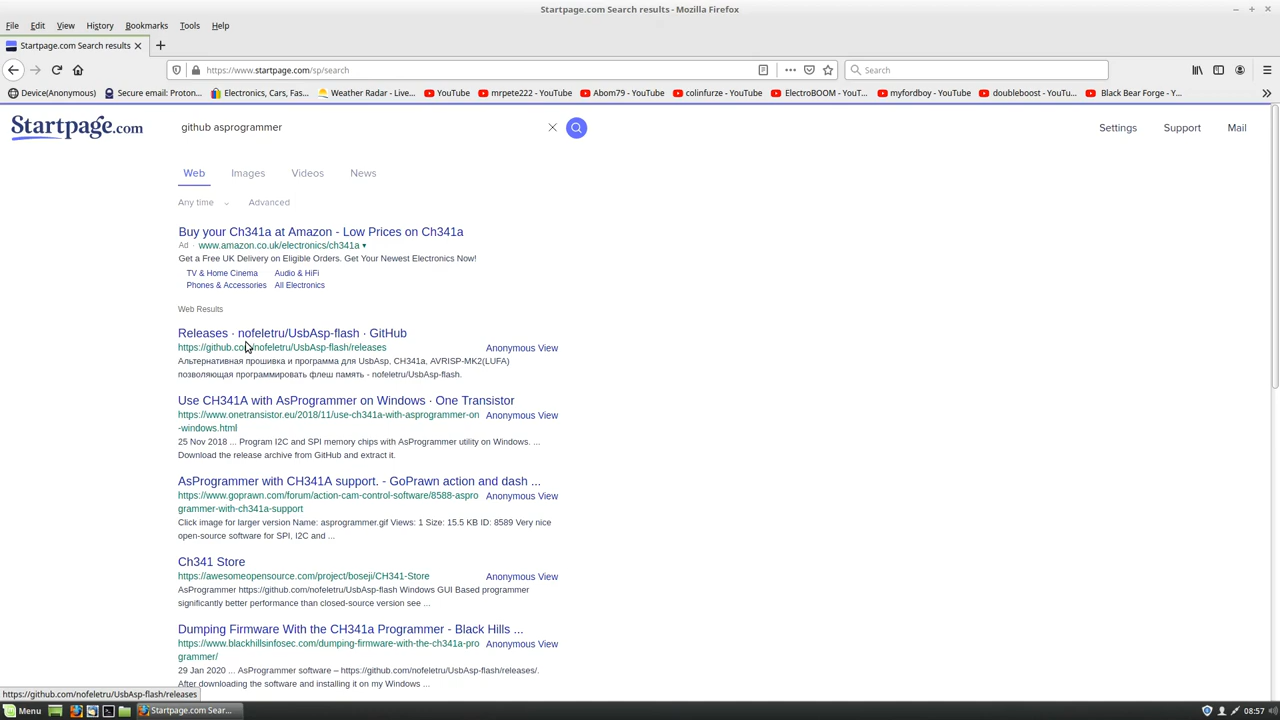 Startpage.com Search results - Mozilla Firefox
File Edit View History Bookmarks Tools Help
Startpage.com Search results
https://www.startpage.com/sp/search
Search
Device(Anonymous) Secure email: Proton... Electronics, Cars, Fas... Weather Radar - Live... YouTube mrpete222 - YouTube Abom79 - YouTube colinfurze - YouTube ElectroBOOM - YouT... myfordboy - YouTube doubleboost - YouTu... Black Bear Forge - Y...
Startpage.com
github asprogrammer
Settings Support Mail
Web Images Videos News
Any time Advanced
Buy your Ch341a at Amazon - Low Prices on Ch341a
Ad · www.amazon.co.uk/electronics/ch341a
Get a Free UK Delivery on Eligible Orders. Get Your Newest Electronics Now!
TV & Home Cinema Audio & HiFi
Phones & Accessories All Electronics
Web Results
Releases · nofeletru/UsbAsp-flash · GitHub
https://github.com/nofeletru/UsbAsp-flash/releases Anonymous View
Альтернативная прошивка и программа для UsbAsp, CH341a, AVRISP-MK2(LUFA)
позволяющая программировать флеш память - nofeletru/UsbAsp-flash.
Use CH341A with AsProgrammer on Windows · One Transistor
https://www.onetransistor.eu/2018/11/use-ch341a-with-asprogrammer-on Anonymous View
-windows.html
25 Nov 2018 ... Program I2C and SPI memory chips with AsProgrammer utility on Windows. ...
Download the release archive from GitHub and extract it.
AsProgrammer with CH341A support. - GoPrawn action and dash ...
https://www.goprawn.com/forum/action-cam-control-software/8588-aspro Anonymous View
grammer-with-ch341a-support
Click image for larger version Name: asprogrammer.gif Views: 1 Size: 15.5 KB ID: 8589 Very nice
open-source software for SPI, I2C and ...
Ch341 Store
https://awesomeopensource.com/project/boseji/CH341-Store Anonymous View
AsProgrammer https://github.com/nofeletru/UsbAsp-flash Windows GUI Based programmer
significantly better performance than closed-source version see ...
Dumping Firmware With the CH341a Programmer - Black Hills ...
https://www.blackhillsinfosec.com/dumping-firmware-with-the-ch341a-pro Anonymous View
grammer/
29 Jan 2020 ... AsProgrammer software – https://github.com/nofeletru/UsbAsp-flash/releases/.
After downloading the software and installing it on my Windows ...
https://github.com/nofeletru/UsbAsp-flash/releases
Menu Startpage.com Sear... 08:57